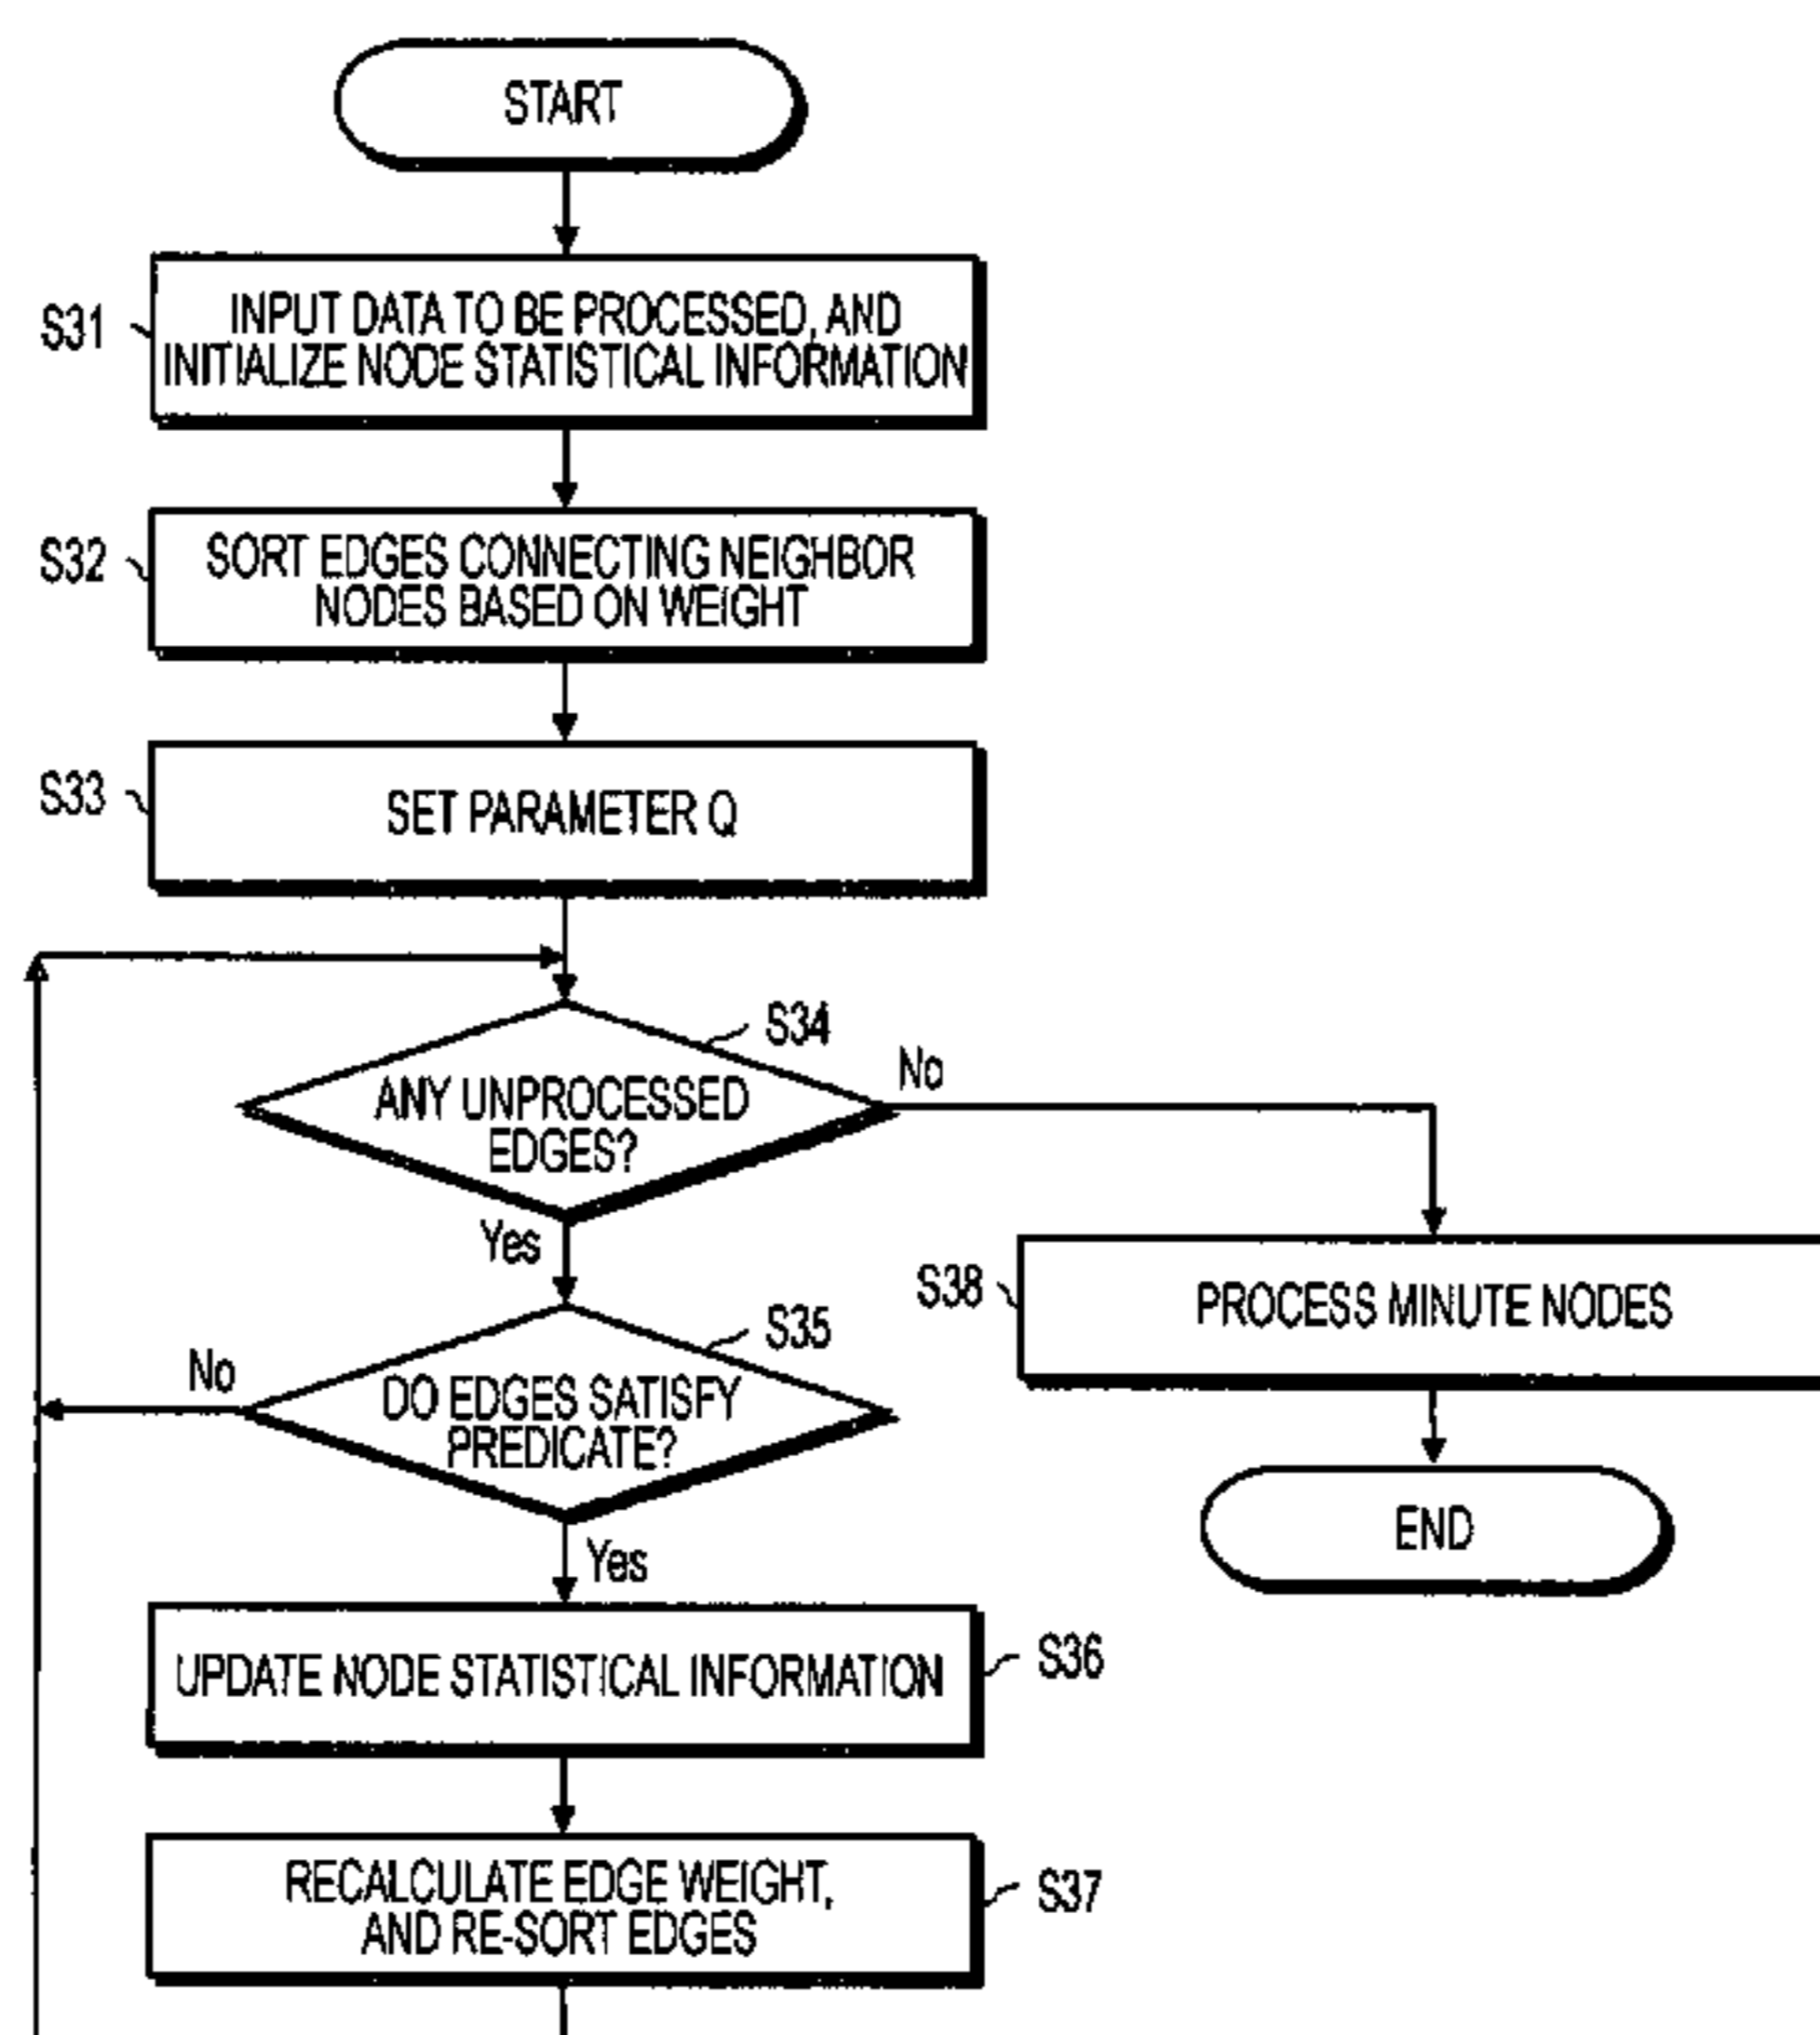 START
S31
INPUT DATA TO BE PROCESSED, AND
INITIALIZE NODE STATISTICAL INFORMATION
S32
SORT EDGES CONNECTING NEIGHBOR
NODES BASED ON WEIGHT
S33
SET PARAMETER Q
S34
No
ANY UNPROCESSED
EDGES?
Yes
S38
PROCESS MINUTE NODES
S35
No
DO EDGES SATISFY
PREDICATE?
END
Yes
UPDATE NODE STATISTICAL INFORMATION
S36
RECALCULATE EDGE WEIGHT,
AND RE-SORT EDGES
S37